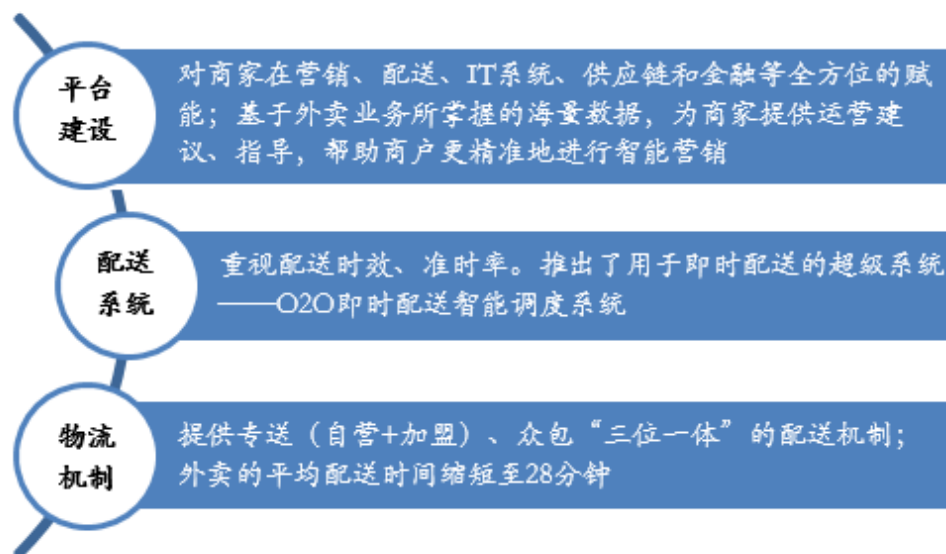 平台
建设
对商家在营销、配送、IT系统、供应链和金融等全方位的赋
能；基于外卖业务所掌握的海量数据，为商家提供运营建
议、指导，帮助商户更精准地进行智能营销
配送
系统
重视配送时效、准时率。推出了用于即时配送的超级系统
——O2O即时配送智能调度系统
物流
机制
提供专送（自营+加盟）、众包“三位一体”的配送机制；
外卖的平均配送时间缩短至28分钟